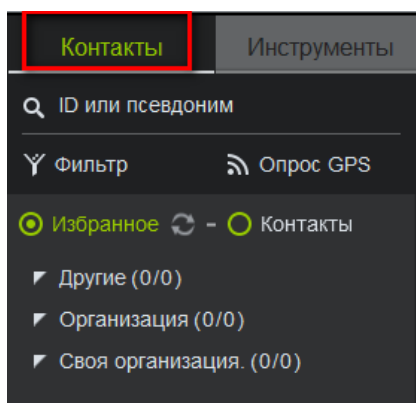 Контакты Инструменты
ID или псевдоним
Фильтр Опрос GPS
Избранное - Контакты
Другие (0/0)
Организация (0/0)
Своя организация. (0/0)